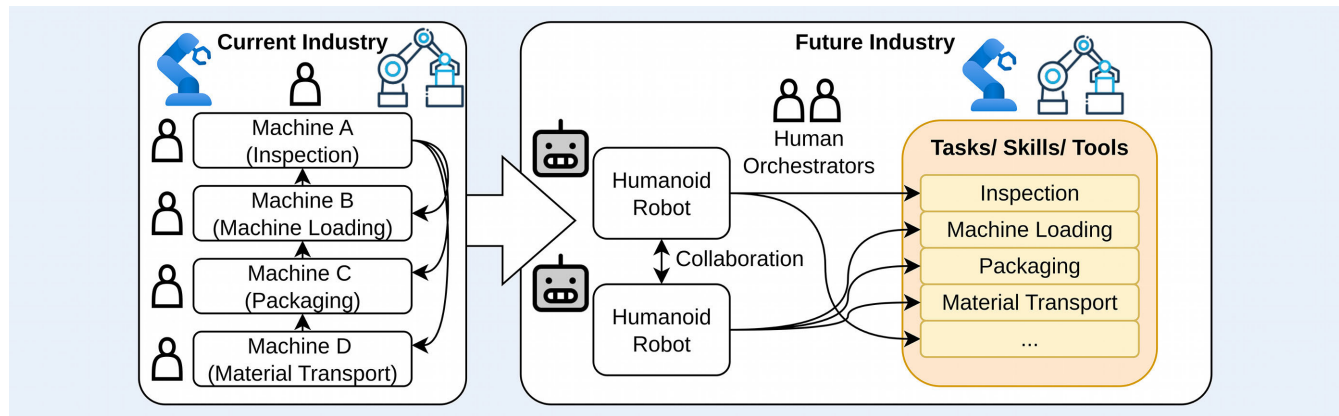 Current Industry
Machine A
(Inspection)
Machine B
(Machine Loading)
Machine C
(Packaging)
Machine D
(Material Transport)
Future Industry
Human
Orchestrators
Humanoid
Robot
Collaboration
Humanoid
Robot
Tasks/ Skills/ Tools
Inspection
Machine Loading
Packaging
Material Transport
...